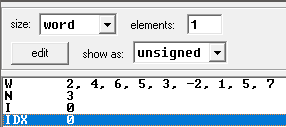 size: word elements: 1
edit show as: unsigned
W 2, 4, 6, 5, 3, -2, 1, 5, 7
N 3
I 0
IDX 0